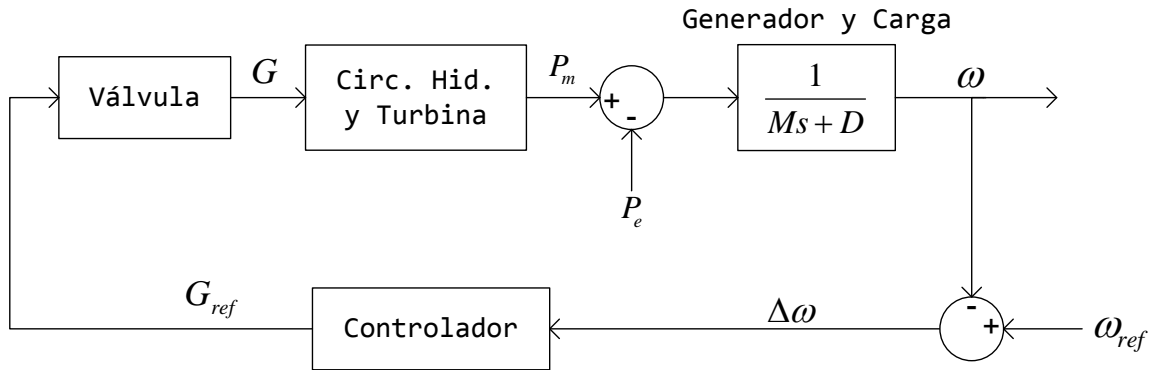 Generador y Carga
Válvula
G
Circ. Hid.
y Turbina
P_m
+
-
P_e
1
Ms + D
ω
G_ref
Controlador
Δω
-
+
ω_ref